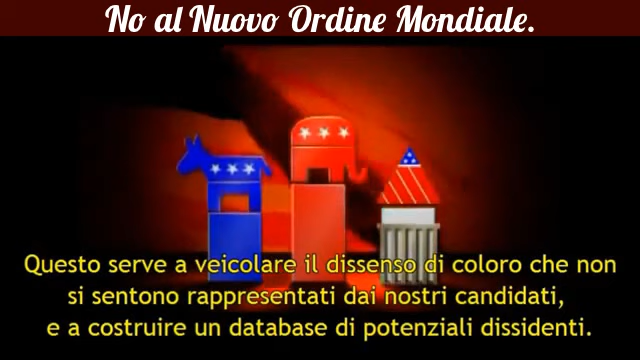 No al Nuovo Ordine Mondiale.
Questo serve a veicolare il dissenso di coloro che non
si sentono rappresentati dai nostri candidati,
e a costruire un database di potenziali dissidenti.